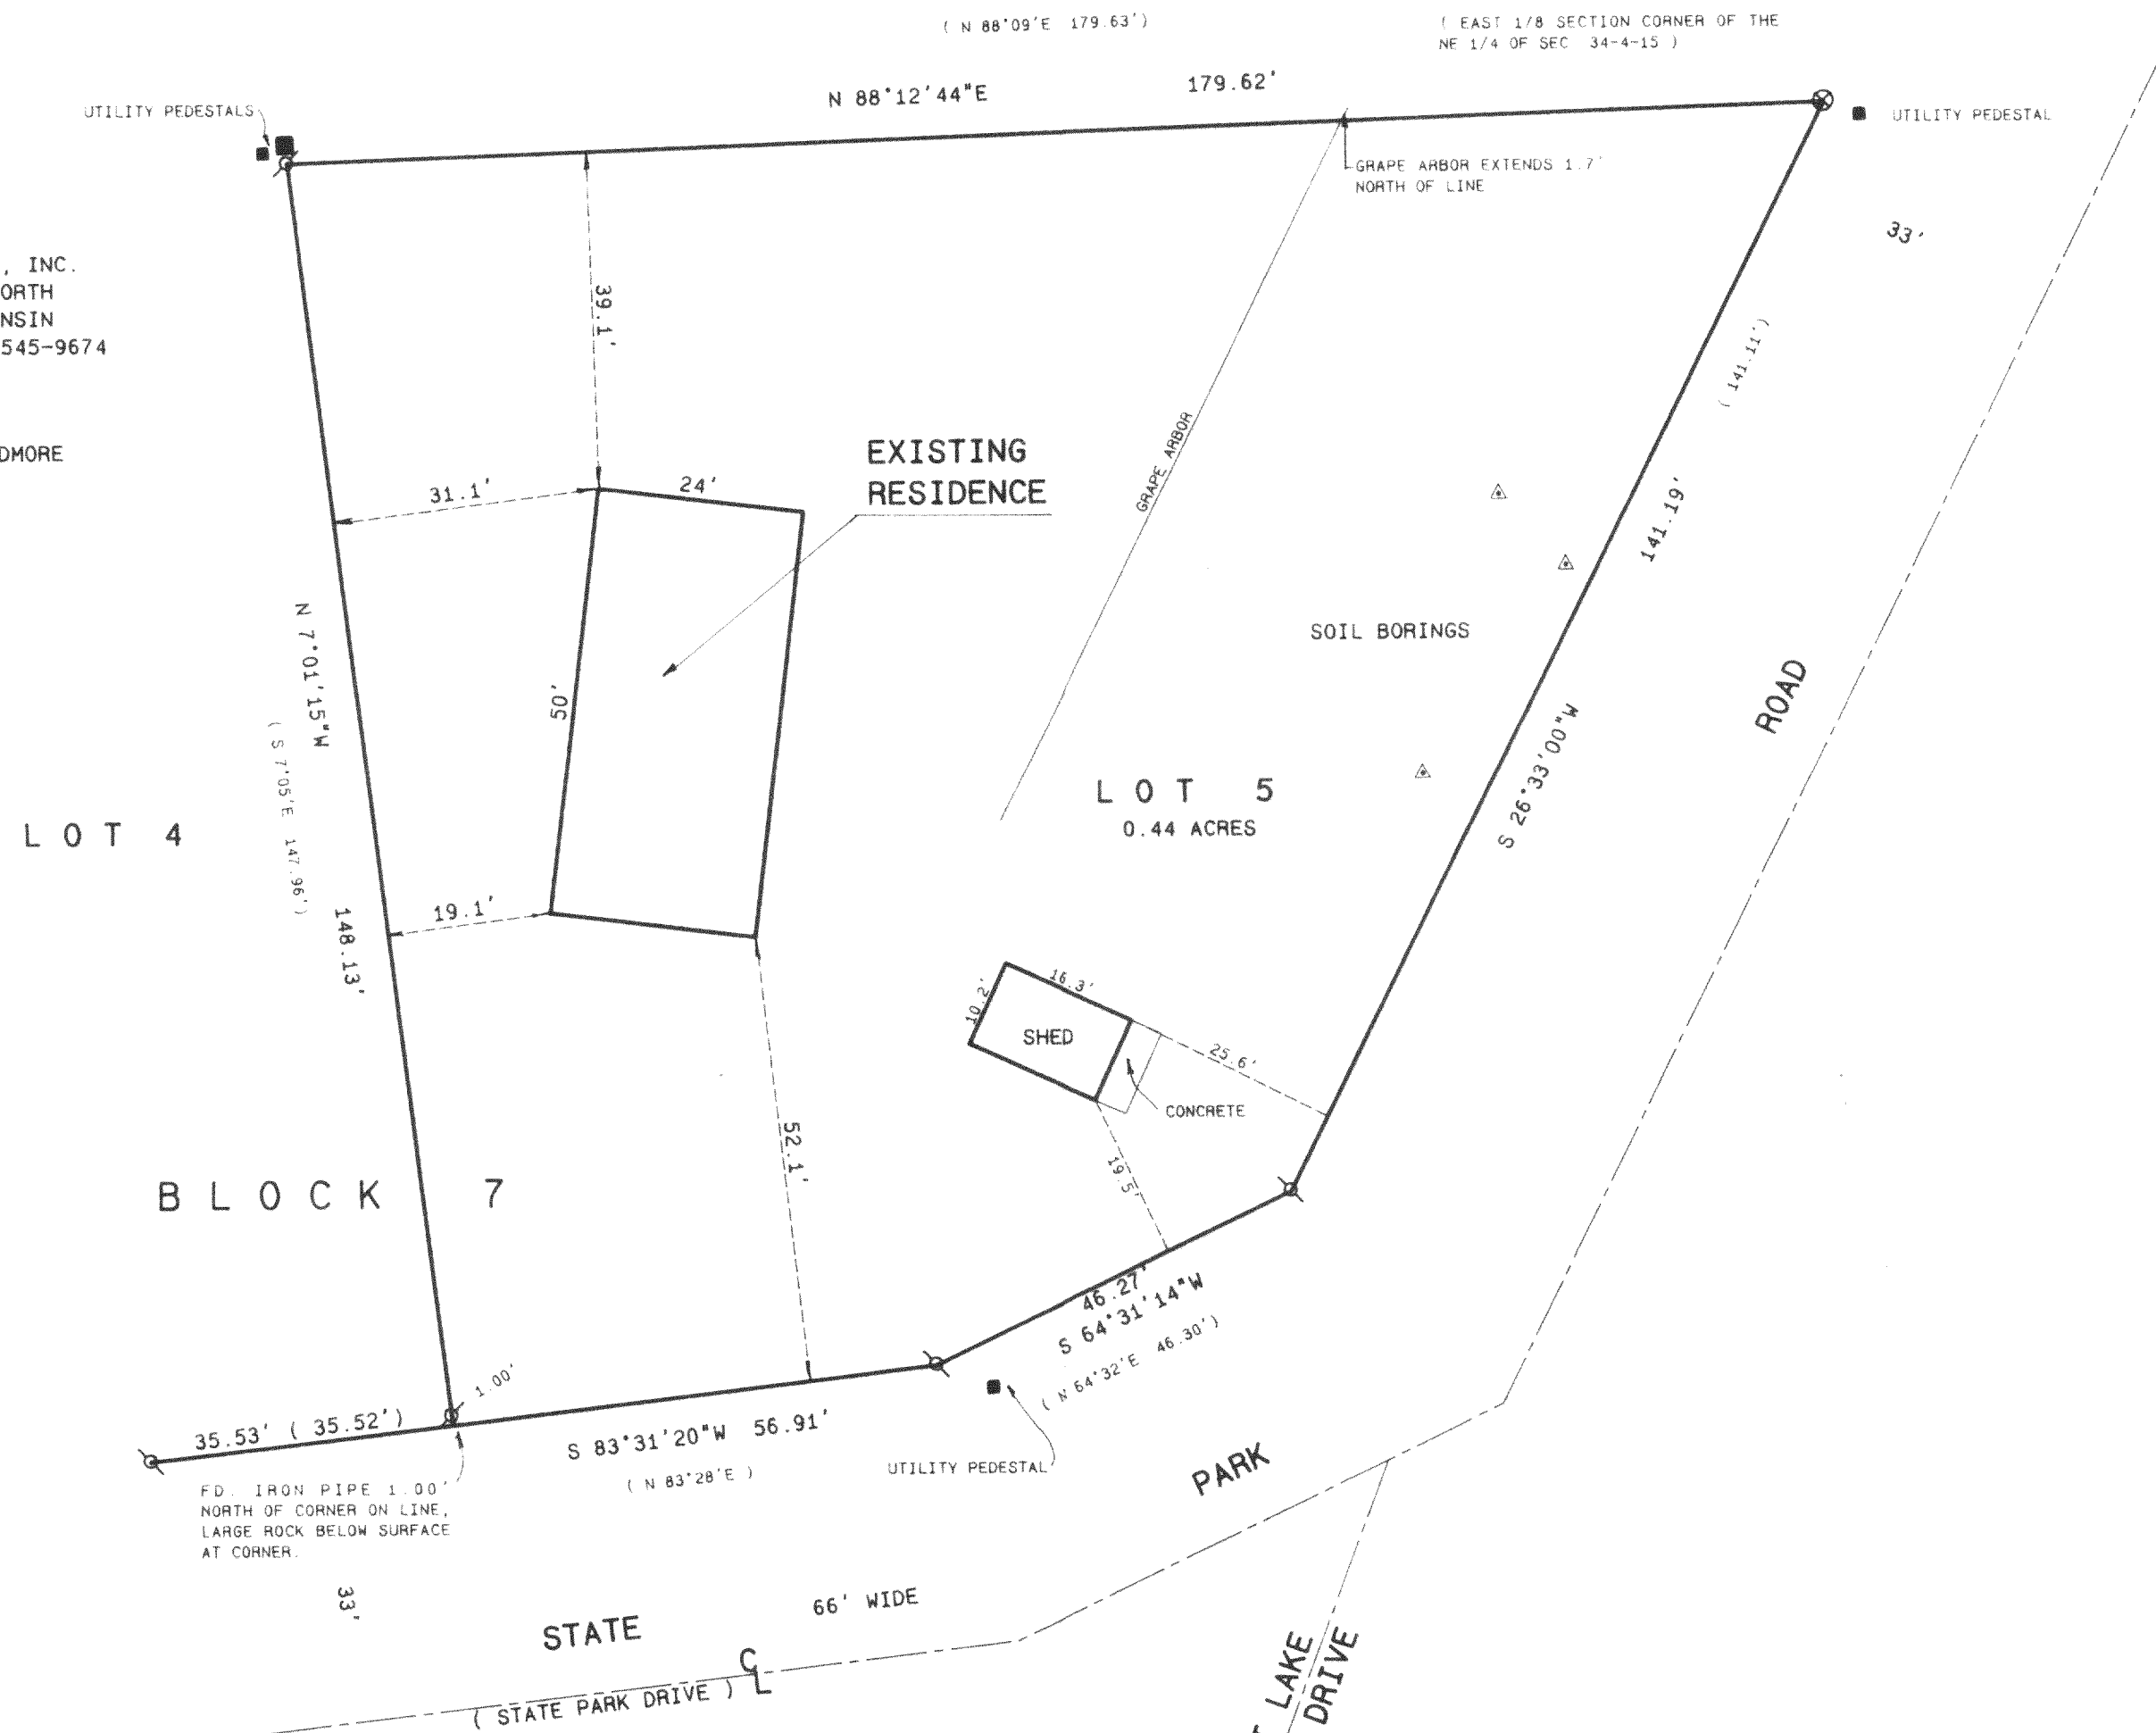 ( N 88°09'E 179.63')
( EAST 1/8 SECTION CORNER OF THE
NE 1/4 OF SEC 34-4-15 )
N 88°12'44"E 179.62'
UTILITY PEDESTALS
UTILITY PEDESTAL
GRAPE ARBOR EXTENDS 1.7'
NORTH OF LINE
33'
, INC.
ORTH
NSIN
545-9674
DMORE
39.1'
( 141.11')
EXISTING
RESIDENCE
31.1'
24'
GRAPE ARBOR
141.19'
N 7°01'15"W
( S 7°05'E 147.96')
148.13'
50'
SOIL BORINGS
ROAD
S 26°33'00"W
LOT 5
0.44 ACRES
LOT 4
19.1'
16.3'
10.2'
SHED
25.6'
CONCRETE
19.5'
52.1'
BLOCK 7
46.27'
S 64°31'14"W
( N 64°32'E 46.30')
1.00'
35.53' ( 35.52')
S 83°31'20"W 56.91'
( N 83°28'E )
UTILITY PEDESTAL
FD. IRON PIPE 1.00'
NORTH OF CORNER ON LINE,
LARGE ROCK BELOW SURFACE
AT CORNER.
PARK
33'
66' WIDE
STATE
CL
( STATE PARK DRIVE )
LAKE
DRIVE